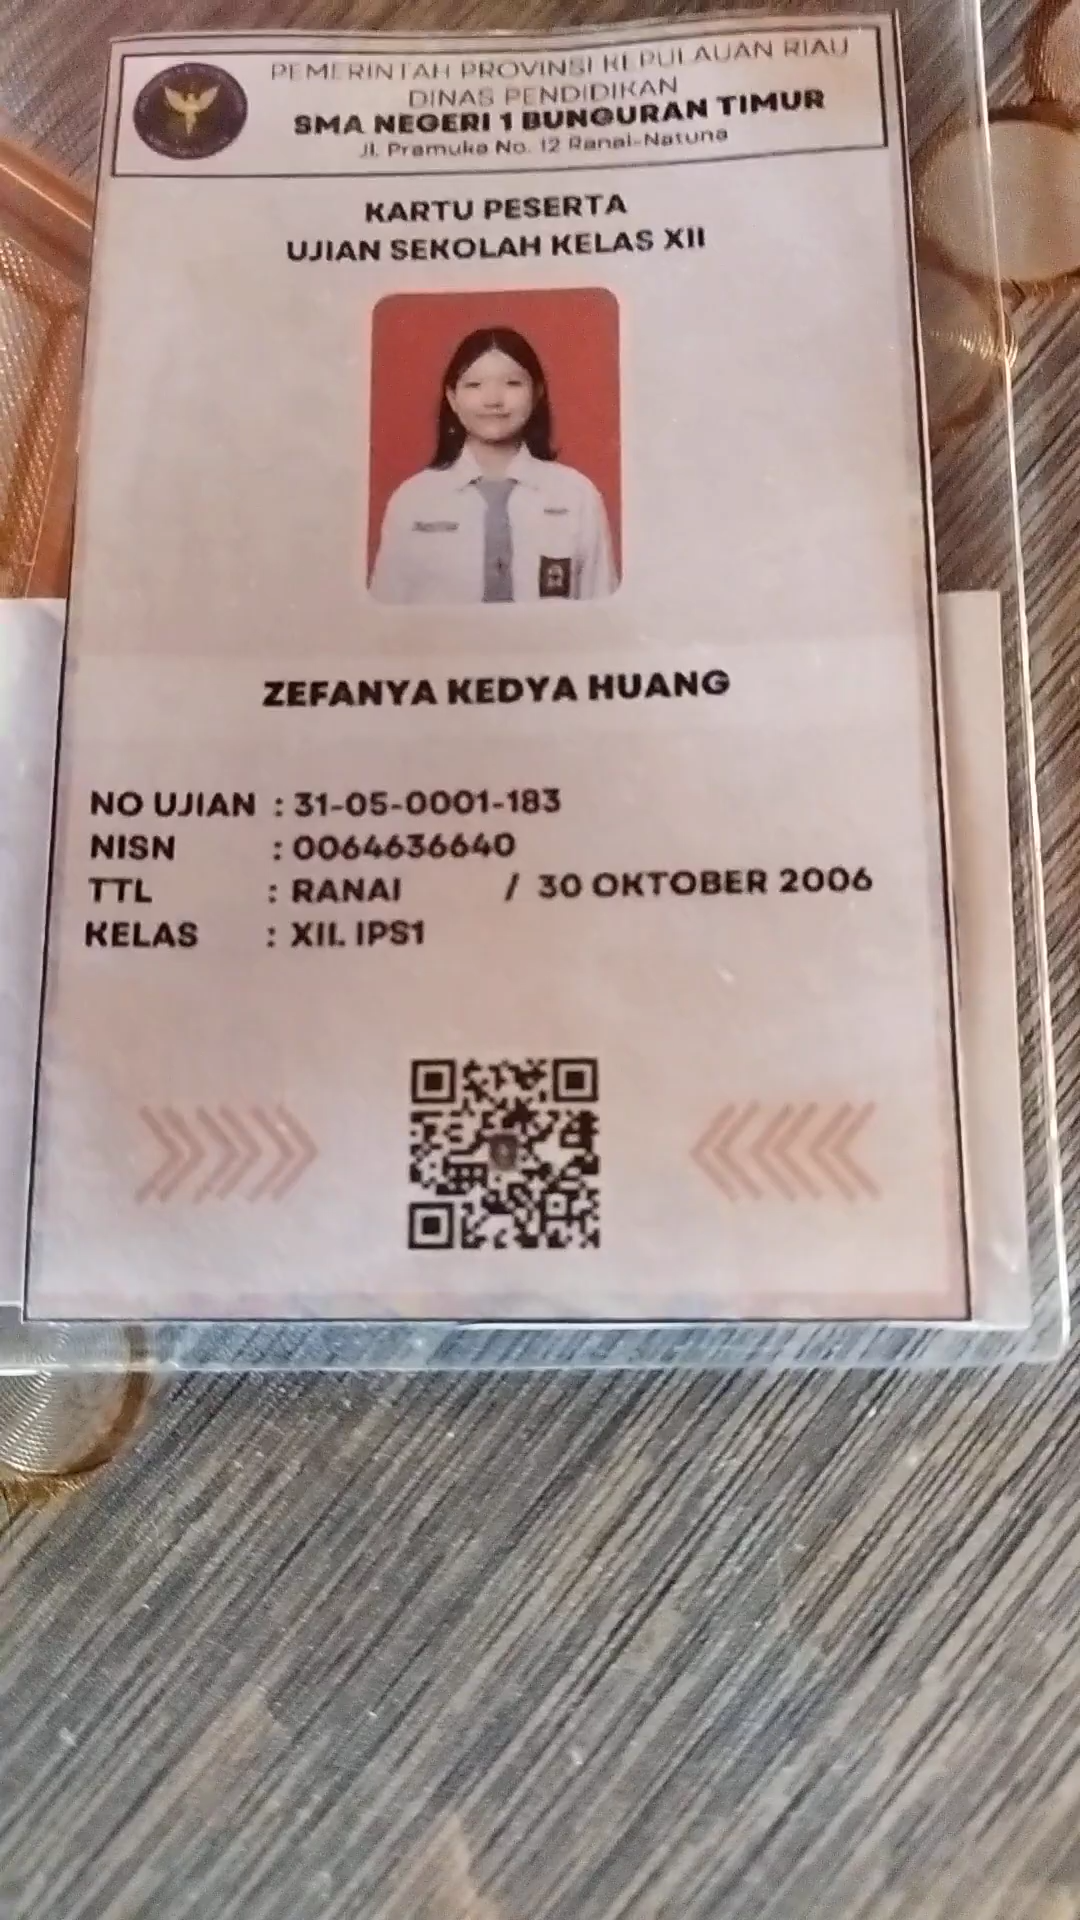 PEMERINTAH PROVINSI KEPULAUAN RIAU
DINAS PENDIDIKAN
SMA NEGERI 1 BUNGURAN TIMUR
Jl. Pramuka No. 12 Ranai-Natuna
KARTU PESERTA
UJIAN SEKOLAH KELAS XII
ZEFANYA KEDYA HUANG
NO UJIAN : 31-05-0001-183
NISN : 0064636640
TTL : RANAI / 30 OKTOBER 2006
KELAS : XII. IPS1